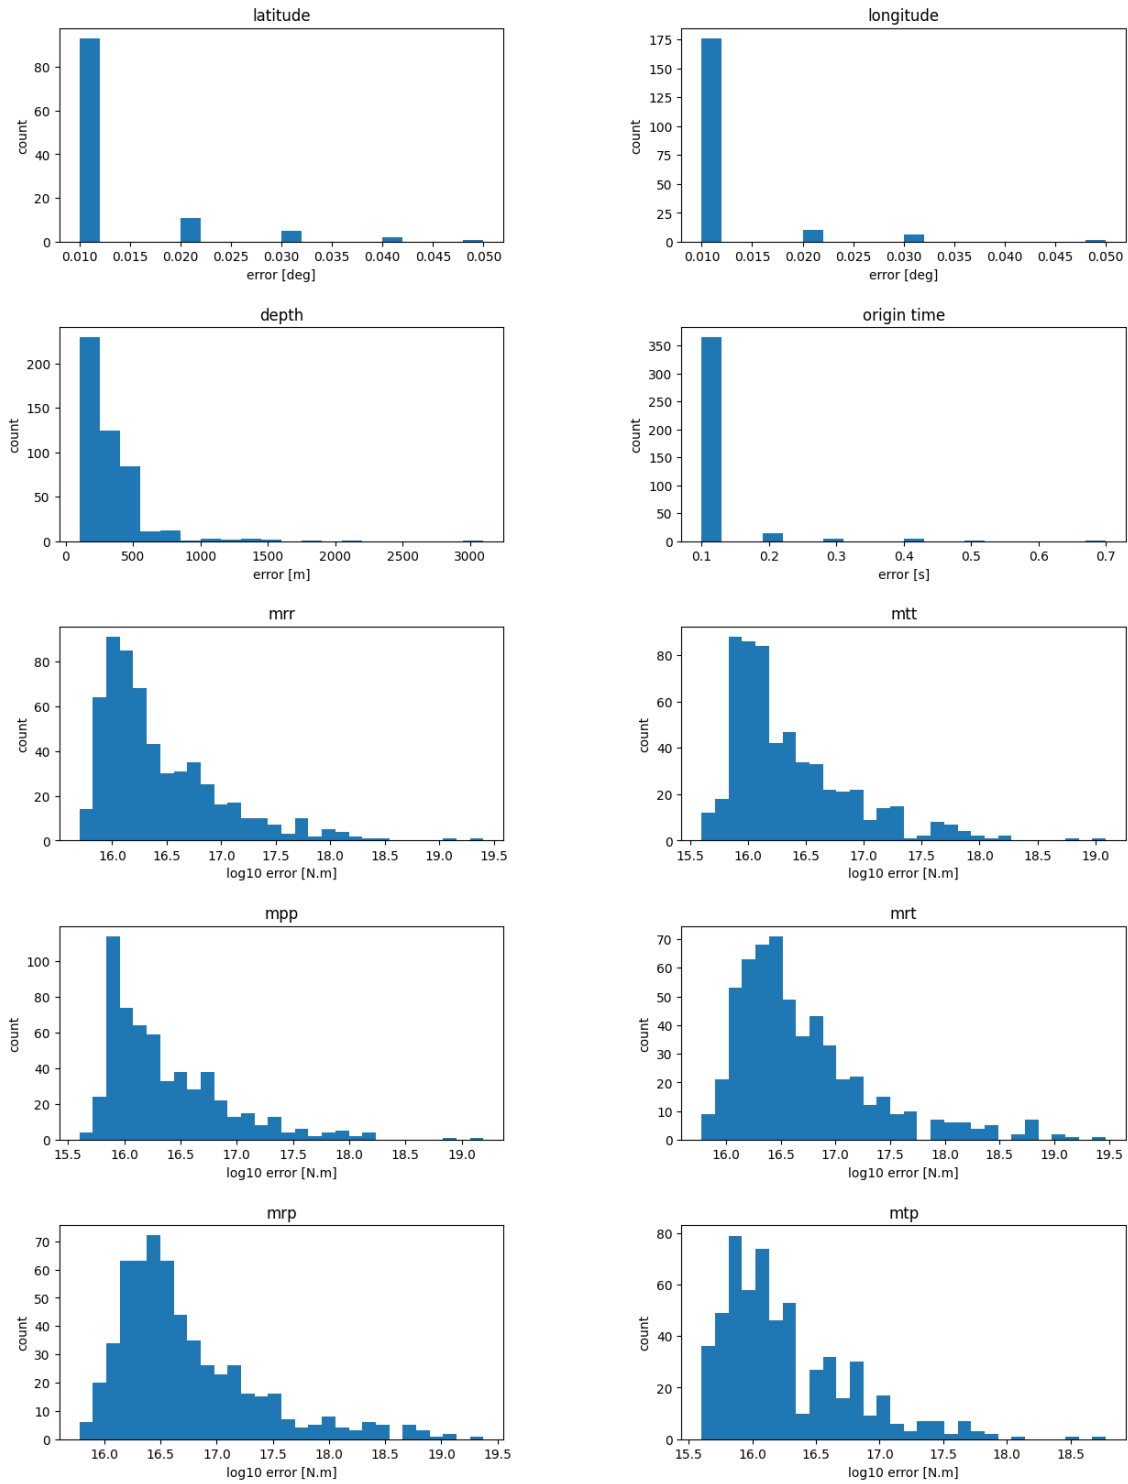 latitude
count
80
60
40
20
0
0.010 0.015 0.020 0.025 0.030 0.035 0.040 0.045 0.050
error [deg]
longitude
count
175
150
125
100
75
50
25
0
0.010 0.015 0.020 0.025 0.030 0.035 0.040 0.045 0.050
error [deg]
depth
count
200
150
100
50
0
0 500 1000 1500 2000 2500 3000
error [m]
origin time
count
350
300
250
200
150
100
50
0
0.1 0.2 0.3 0.4 0.5 0.6 0.7
error [s]
mrr
count
80
60
40
20
0
16.0 16.5 17.0 17.5 18.0 18.5 19.0 19.5
log10 error [N.m]
mtt
count
80
60
40
20
0
15.5 16.0 16.5 17.0 17.5 18.0 18.5 19.0
log10 error [N.m]
mpp
count
100
80
60
40
20
0
15.5 16.0 16.5 17.0 17.5 18.0 18.5 19.0
log10 error [N.m]
mrt
count
70
60
50
40
30
20
10
0
16.0 16.5 17.0 17.5 18.0 18.5 19.0 19.5
log10 error [N.m]
mrp
count
70
60
50
40
30
20
10
0
16.0 16.5 17.0 17.5 18.0 18.5 19.0 19.5
log10 error [N.m]
mtp
count
80
60
40
20
0
15.5 16.0 16.5 17.0 17.5 18.0 18.5
log10 error [N.m]